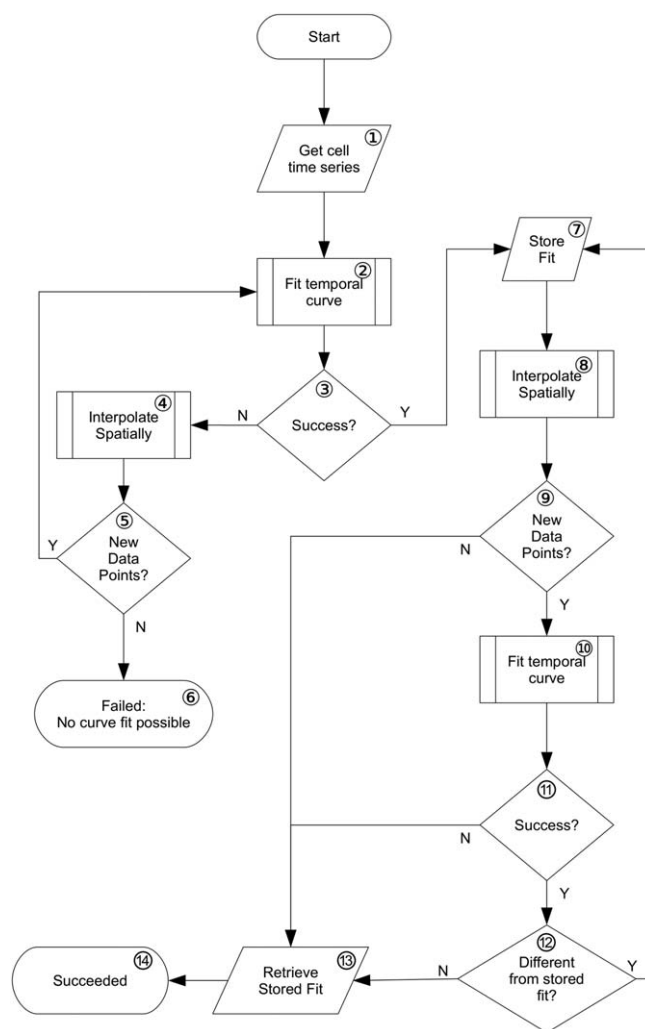 Start
①
Get cell
time series
②
Fit temporal
curve
③
Success?
N
Y
④
Interpolate
Spatially
⑤
New
Data
Points?
Y
N
⑥
Failed:
No curve fit possible
⑦
Store
Fit
⑧
Interpolate
Spatially
⑨
New
Data
Points?
N
Y
⑩
Fit temporal
curve
⑪
Success?
N
Y
⑫
Different
from stored
fit?
N
Y
⑬
Retrieve
Stored Fit
⑭
Succeeded